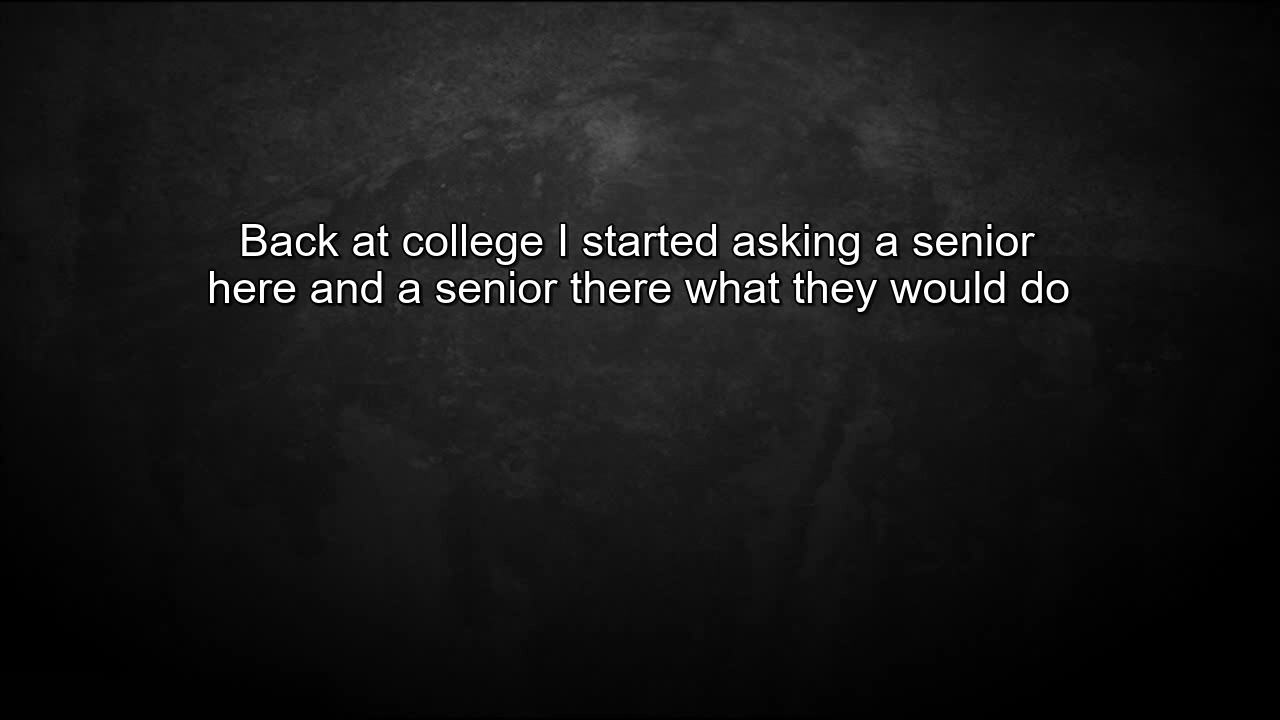 Back at college I started asking a senior
here and a senior there what they would do